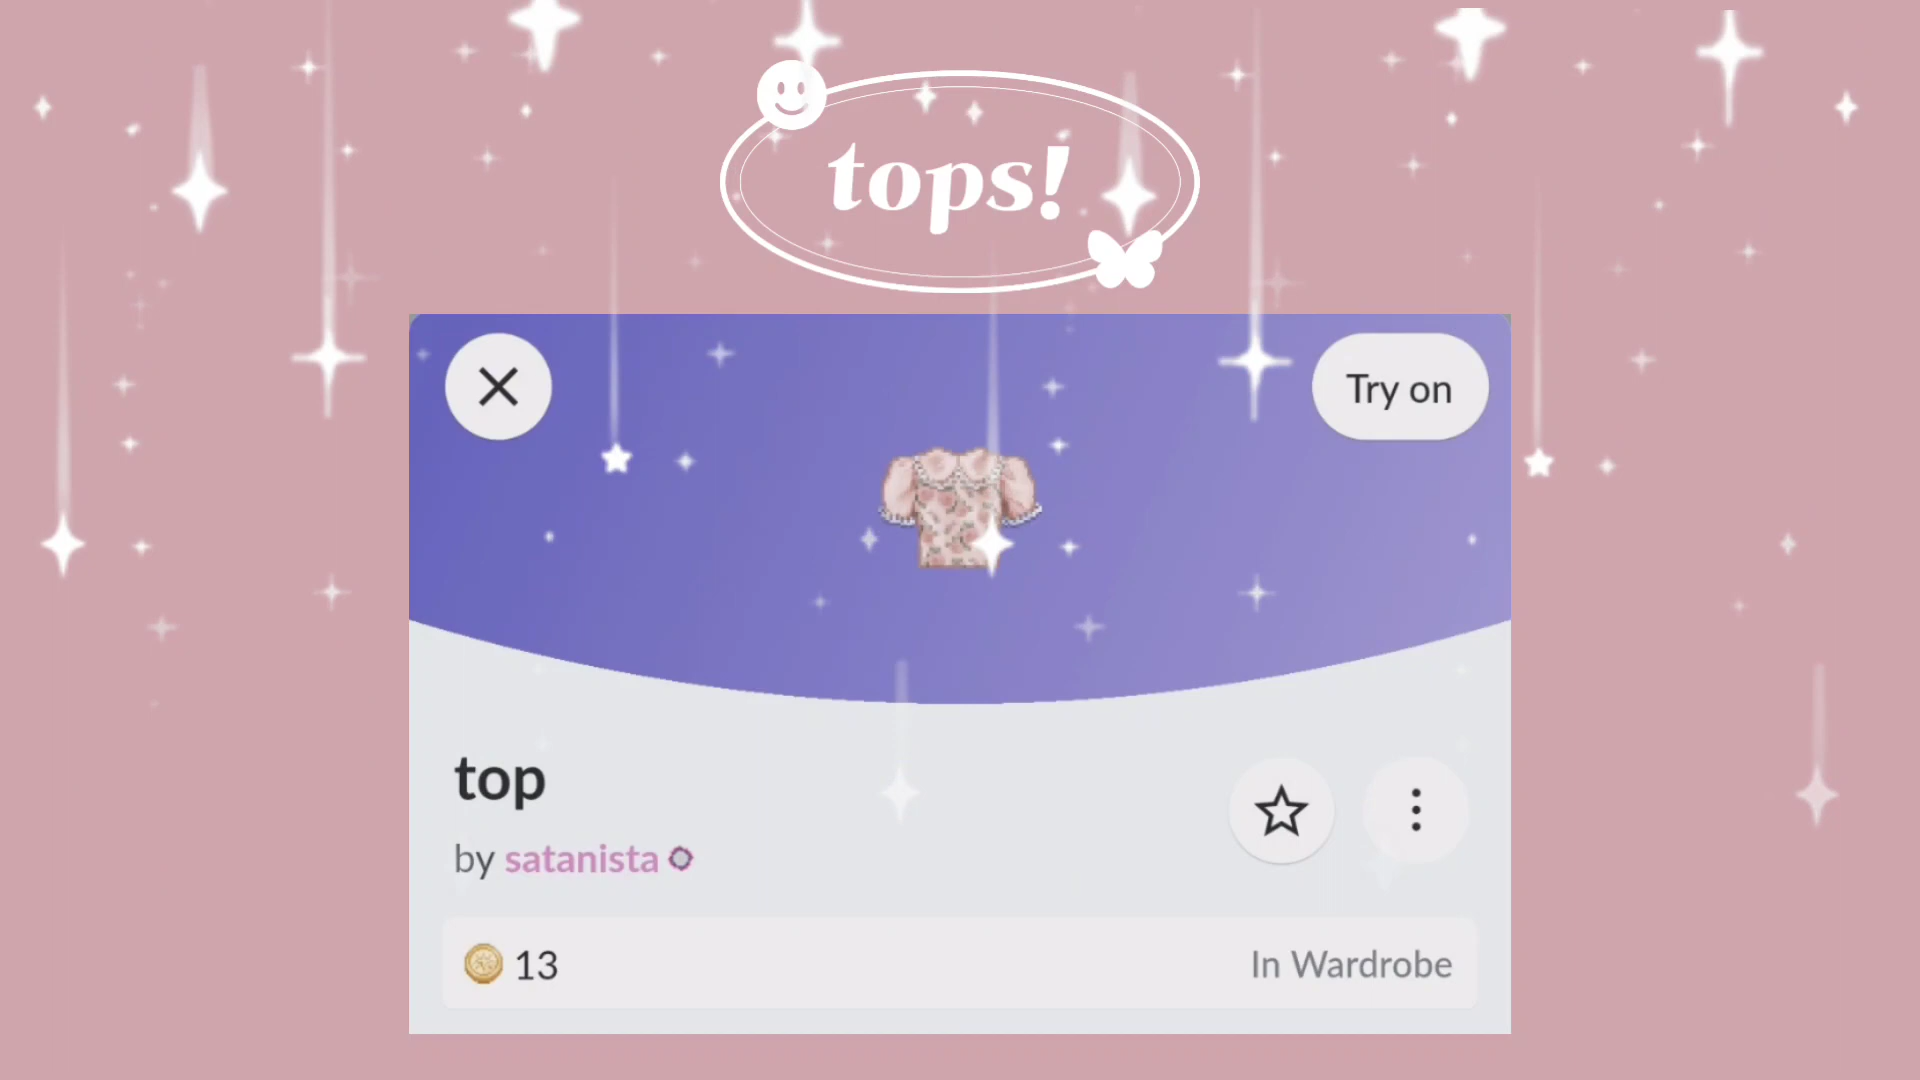 tops!
Try on
top
by satanista
13
In Wardrobe